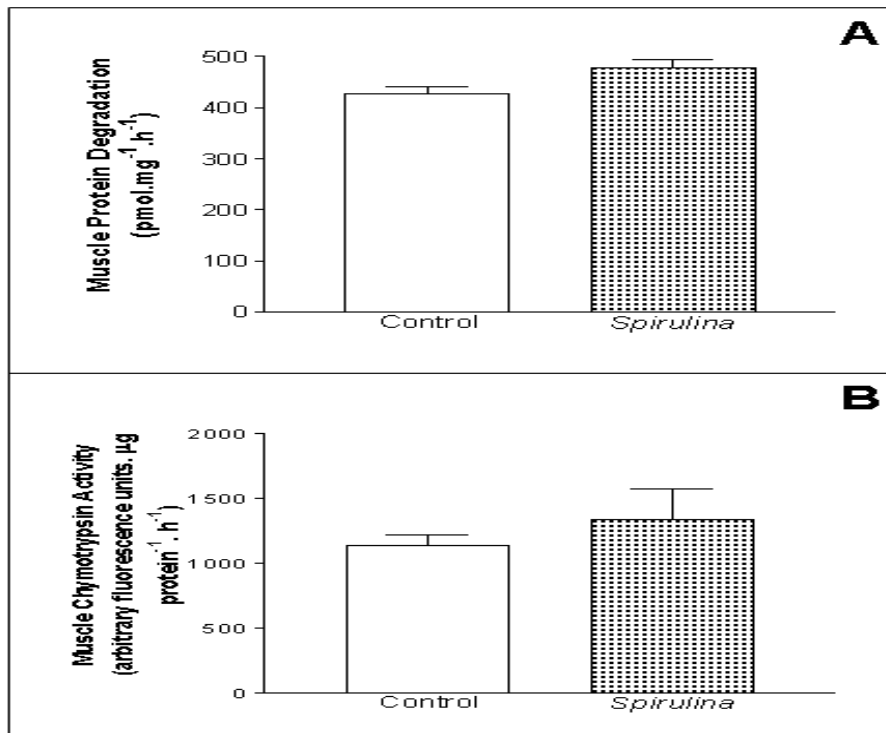 A
Muscle Protein Degradation
(pmol.mg⁻¹.h⁻¹)
500
400
300
200
100
0
Control
Spirulina
B
Muscle Chymotrypsin Activity
(arbitrary fluorescence units. µg
protein⁻¹. h⁻¹)
2000
1500
1000
500
0
Control
Spirulina